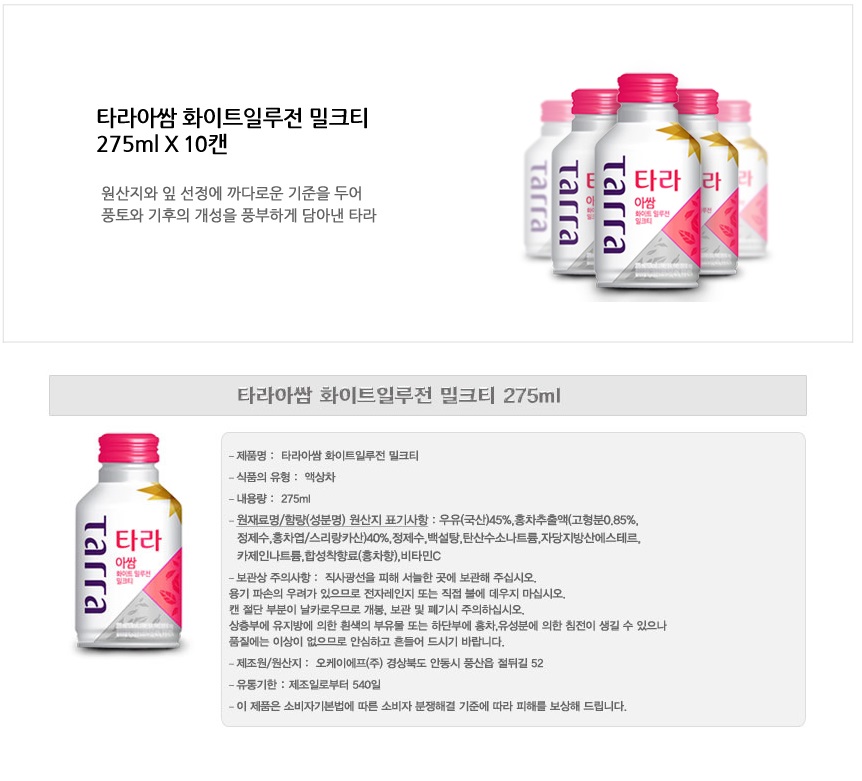 타라아쌈 화이트일루전 밀크티
275ml X 10캔
원산지와 잎 선정에 까다로운 기준을 두어
풍토와 기후의 개성을 풍부하게 담아낸 타라
Tarra
타라
아쌈
화이트 일루전
밀크티
타라아쌈 화이트일루전 밀크티 275ml
Tarra
타라
아쌈
화이트 일루전
밀크티
- 제품명 : 타라아쌈 화이트일루전 밀크티
- 식품의 유형 : 액상차
- 내용량 : 275ml
- 원재료명/함량(성분명) 원산지 표기사항 : 우유(국산)45%,홍차추출액(고형분0.85%,
정제수,홍차엽/스리랑카산)40%,정제수,백설탕,탄산수소나트륨,자당지방산에스테르,
카제인나트륨,합성착향료(홍차향),비타민C
- 보관상 주의사항 : 직사광선을 피해 서늘한 곳에 보관해 주십시오.
용기 파손의 우려가 있으므로 전자레인지 또는 직접 불에 데우지 마십시오.
캔 절단 부분이 날카로우므로 개봉, 보관 및 폐기시 주의하십시오.
상층부에 유지방에 의한 흰색의 부유물 또는 하단부에 홍차,유성분에 의한 침전이 생길 수 있으나
품질에는 이상이 없으므로 안심하고 흔들어 드시기 바랍니다.
- 제조원/원산지 : 오케이에프(주) 경상북도 안동시 풍산읍 절뒤길 52
- 유통기한 : 제조일로부터 540일
- 이 제품은 소비자기본법에 따른 소비자 분쟁해결 기준에 따라 피해를 보상해 드립니다.